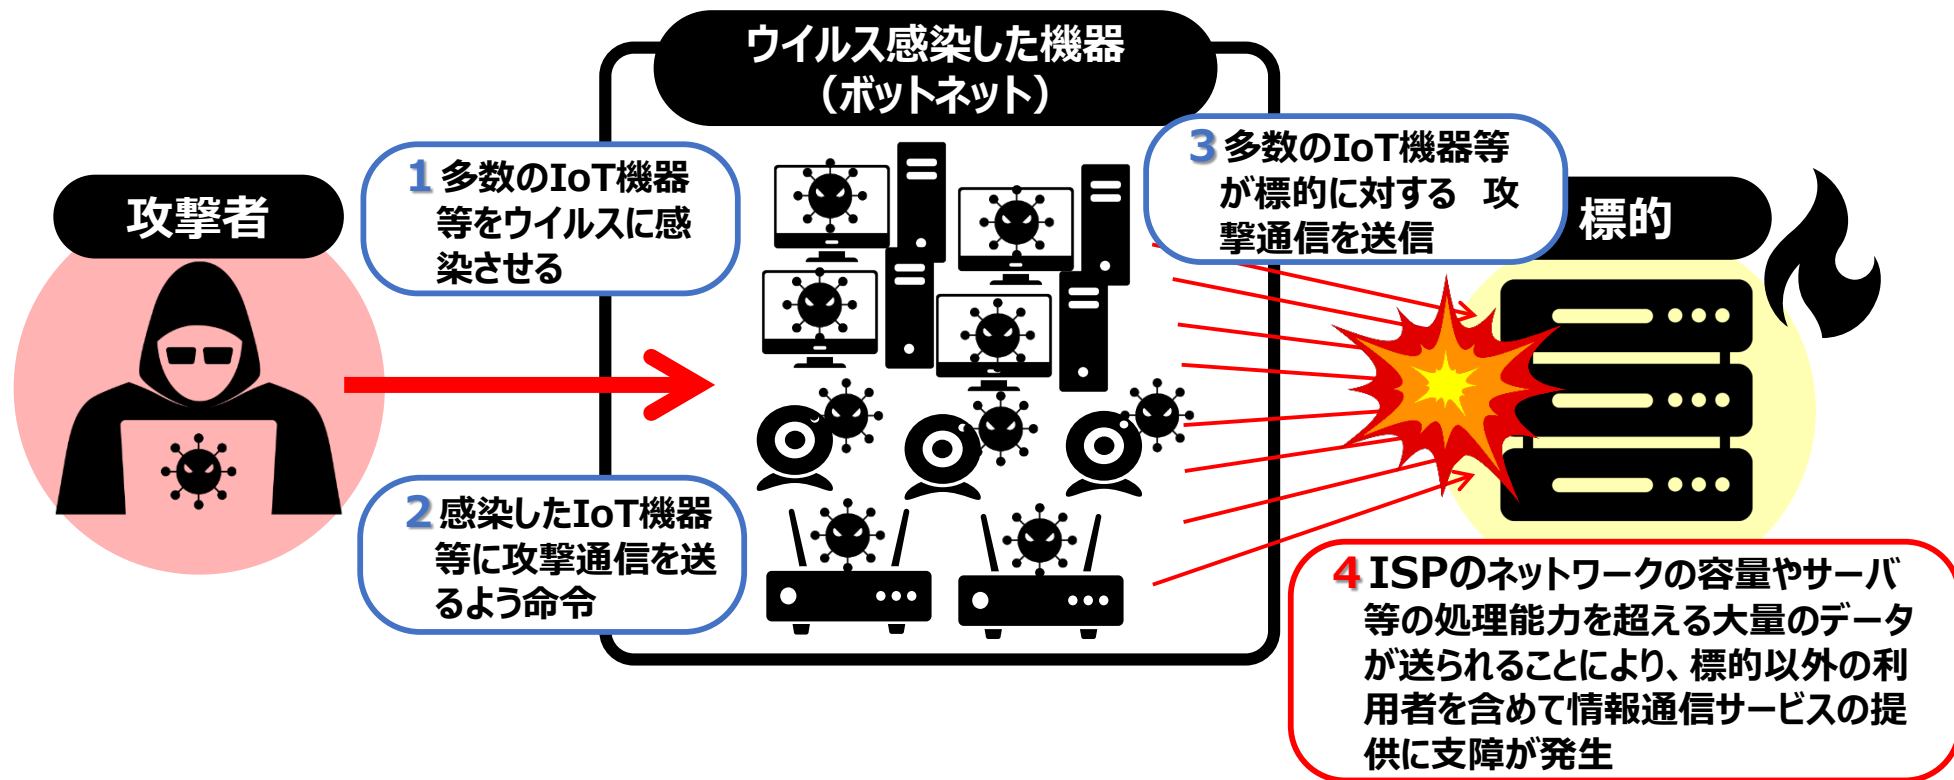 ウイルス感染した機器
（ボットネット）
攻撃者
1 多数のIoT機器
等をウイルスに感
染させる
2 感染したIoT機器
等に攻撃通信を送
るよう命令
3 多数のIoT機器等
が標的に対する　攻
撃通信を送信
標的
4 ISPのネットワークの容量やサーバ
等の処理能力を超える大量のデータ
が送られることにより、標的以外の利
用者を含めて情報通信サービスの提
供に支障が発生